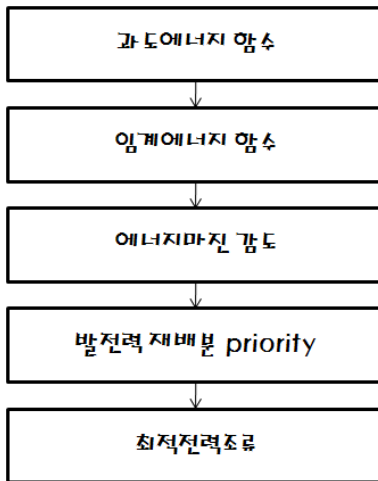 과도에너지 함수
임계에너지 함수
에너지마진 감도
발전력 재배분 priority
최적전력조류